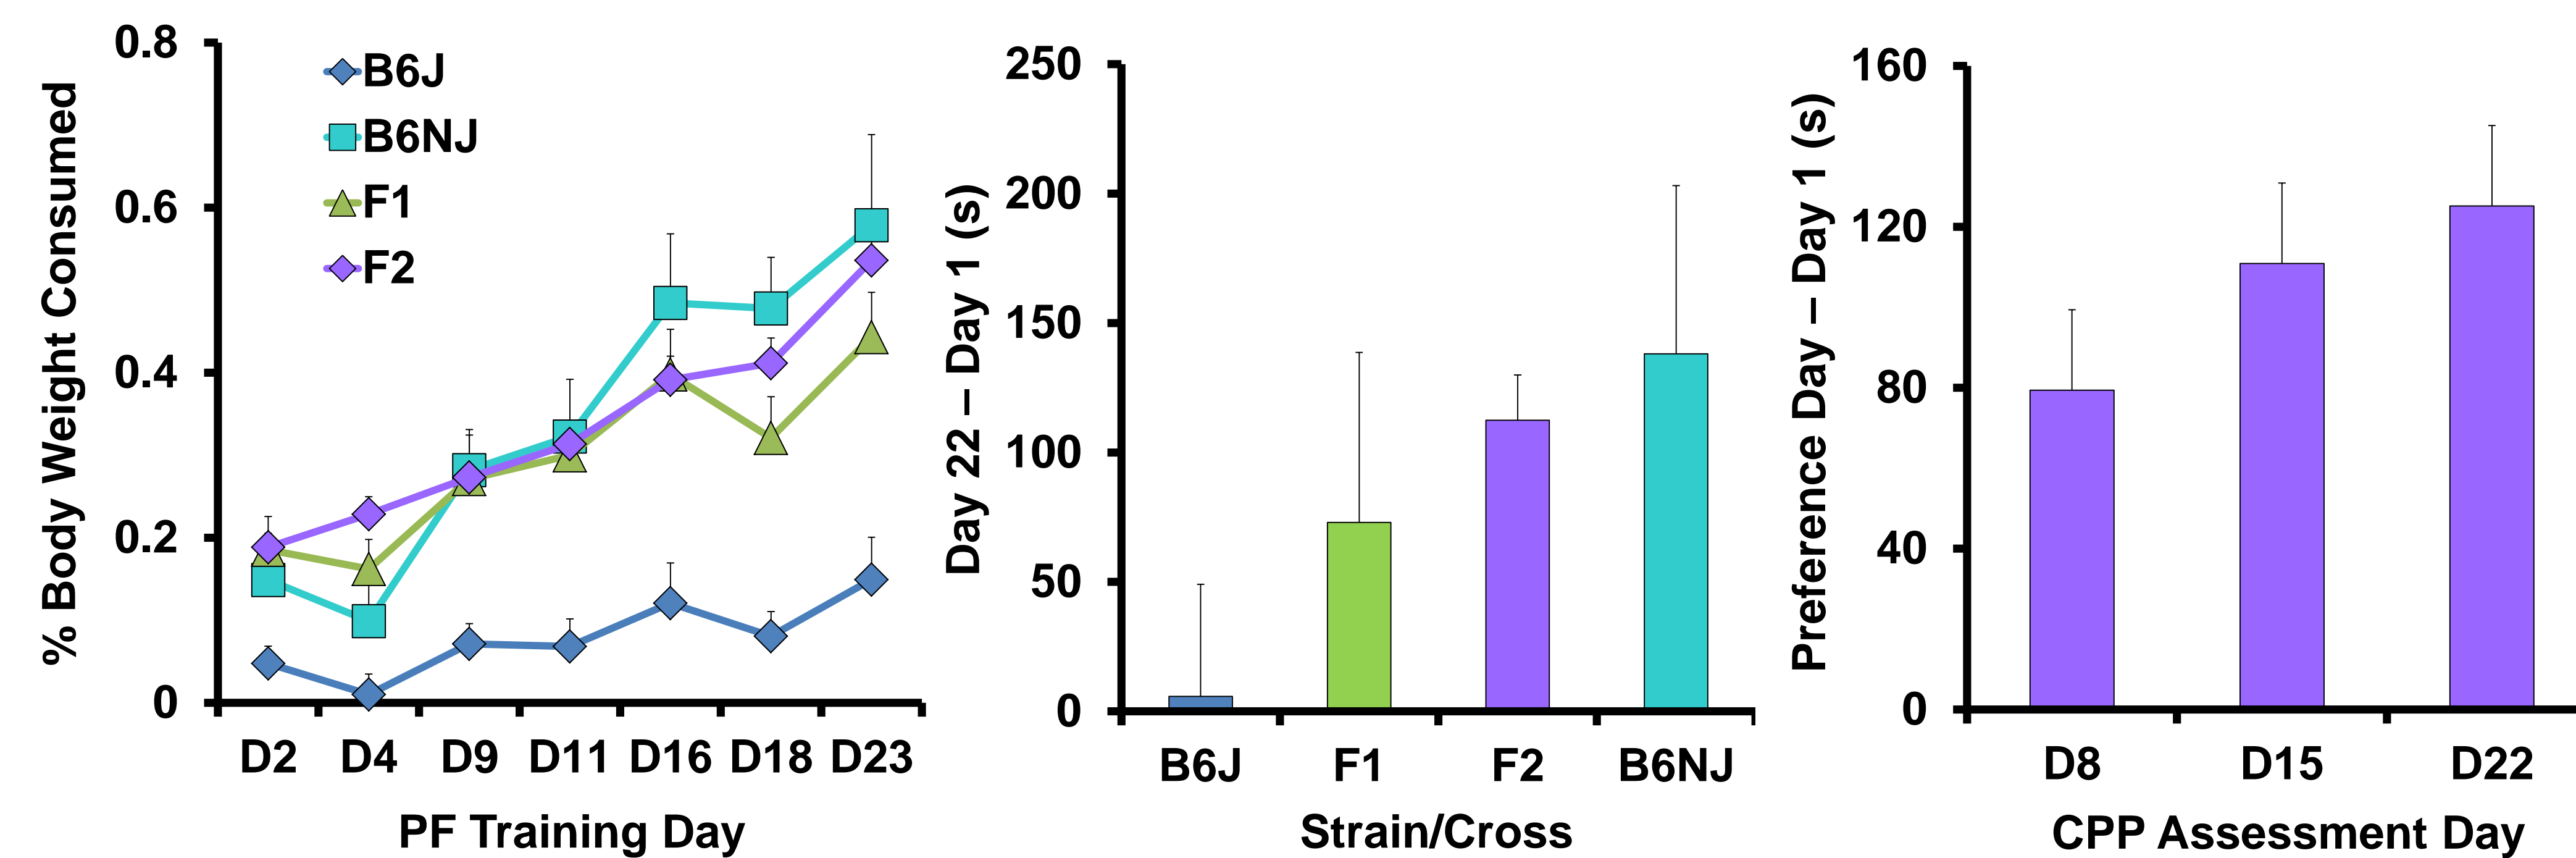 % Body Weight Consumed
0.8
0.6
0.4
0.2
0
B6J
B6NJ
F1
F2
D2 D4 D9 D11 D16 D18 D23
PF Training Day
Day 22 – Day 1 (s)
250
200
150
100
50
0
B6J F1 F2 B6NJ
Strain/Cross
Preference Day – Day 1 (s)
160
120
80
40
0
D8 D15 D22
CPP Assessment Day